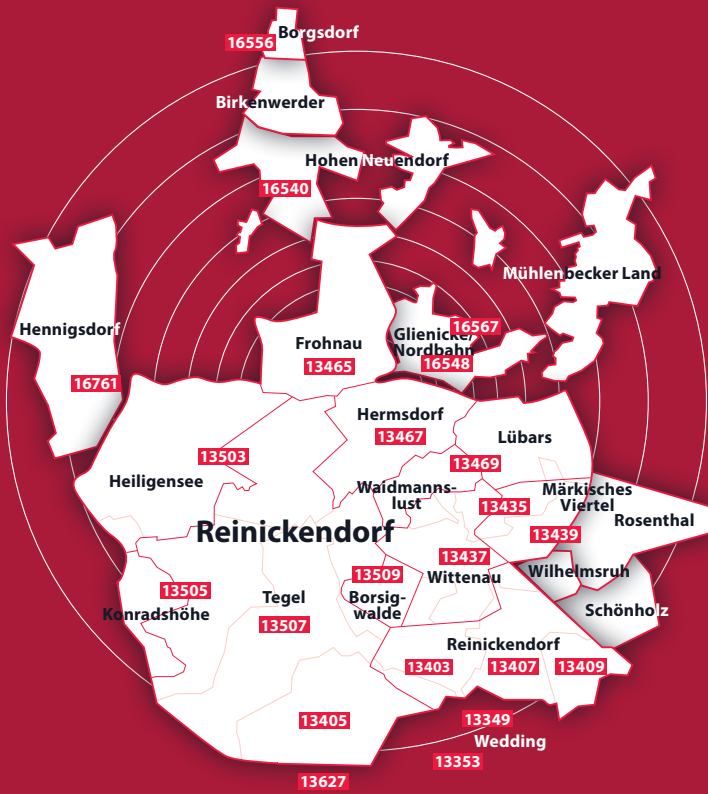 Borgsdorf
16556
Birkenwerder
Hohen Neuendorf
16540
Mühlenbecker Land
Hennigsdorf
16761
Frohnau
13465
Glienicke/
Nordbahn
16567
16548
Hermsdorf
13467
Lübars
13469
Heiligensee
13503
Waidmanns-
lust
Märkisches
Viertel
13435
13439
Rosenthal
Reinickendorf
13437
Wittenau
Wilhelmsruh
Schönholz
13505
Konradshöhe
Tegel
13507
13509
Borsig-
walde
Reinickendorf
13403
13407
13409
13405
13349
Wedding
13353
13627